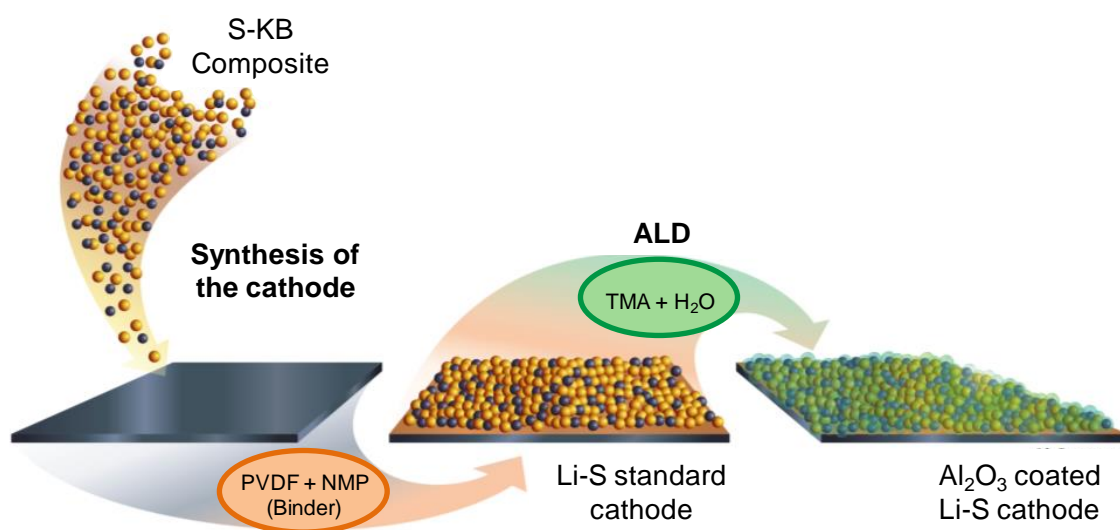 S-KB
Composite
Synthesis of
the cathode
ALD
TMA + H₂O
PVDF + NMP
(Binder)
Li-S standard
cathode
Al₂O₃ coated
Li-S cathode